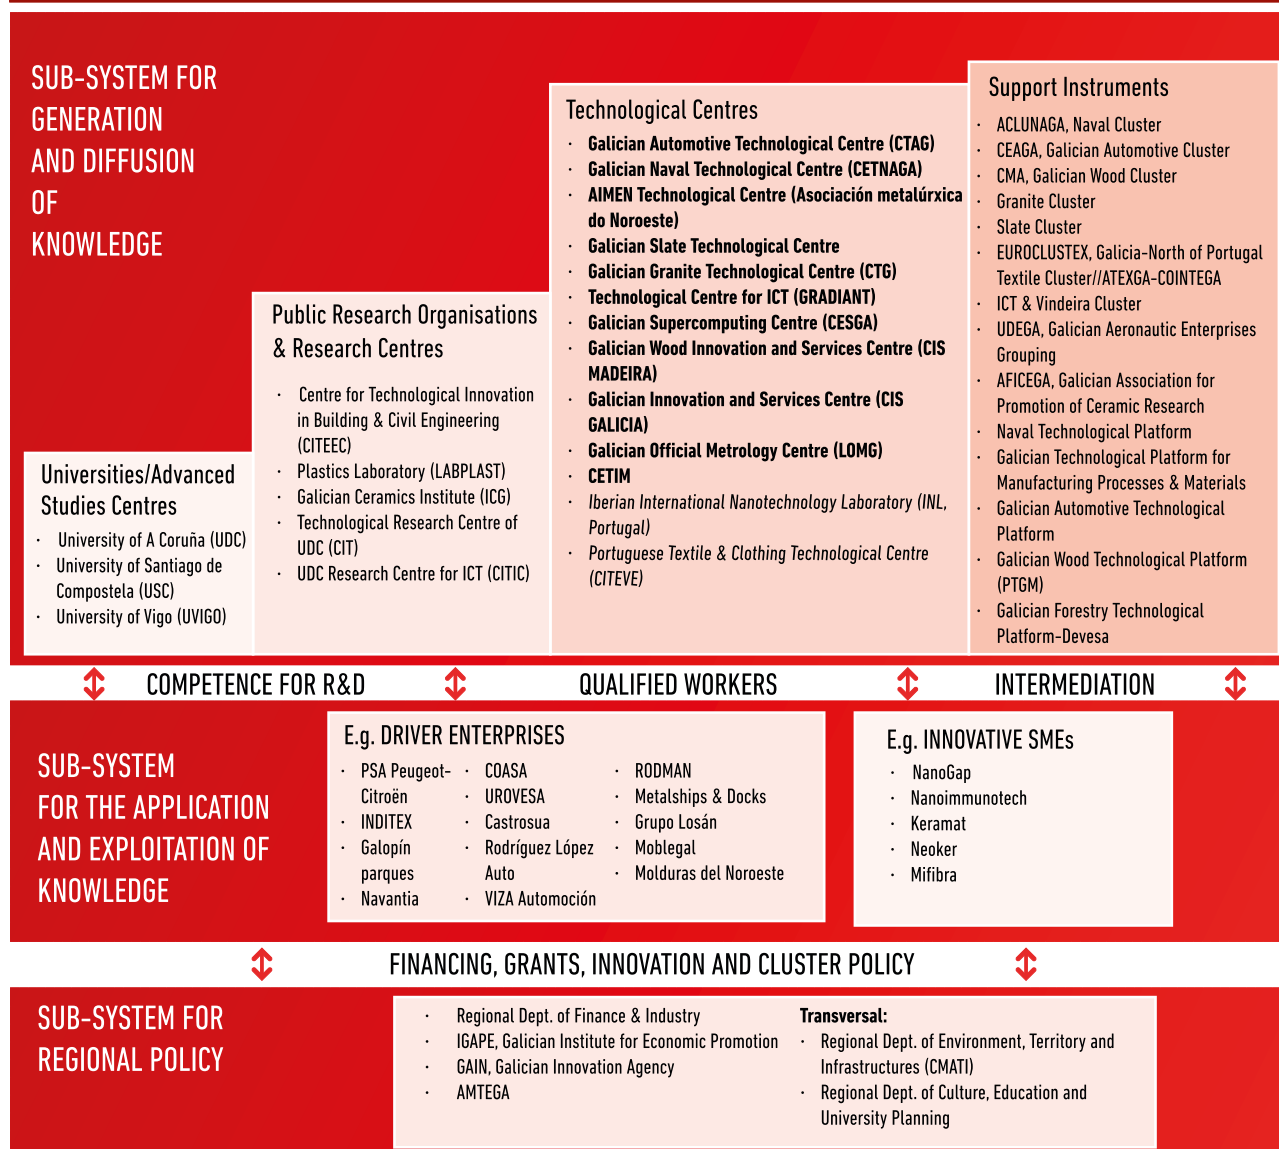 SUB-SYSTEM FOR
GENERATION
AND DIFFUSION
OF
KNOWLEDGE
Universities/Advanced
Studies Centres
· University of A Coruña (UDC)
· University of Santiago de
Compostela (USC)
· University of Vigo (UVIGO)
Public Research Organisations
& Research Centres
· Centre for Technological Innovation
in Building & Civil Engineering
(CITEEC)
· Plastics Laboratory (LABPLAST)
· Galician Ceramics Institute (ICG)
· Technological Research Centre of
UDC (CIT)
· UDC Research Centre for ICT (CITIC)
Technological Centres
· Galician Automotive Technological Centre (CTAG)
· Galician Naval Technological Centre (CETNAGA)
· AIMEN Technological Centre (Asociación metalúrxica
do Noroeste)
· Galician Slate Technological Centre
· Galician Granite Technological Centre (CTG)
· Technological Centre for ICT (GRADIANT)
· Galician Supercomputing Centre (CESGA)
· Galician Wood Innovation and Services Centre (CIS
MADEIRA)
· Galician Innovation and Services Centre (CIS
GALICIA)
· Galician Official Metrology Centre (LOMG)
· CETIM
· Iberian International Nanotechnology Laboratory (INL,
Portugal)
· Portuguese Textile & Clothing Technological Centre
(CITEVE)
Support Instruments
· ACLUNAGA, Naval Cluster
· CEAGA, Galician Automotive Cluster
· CMA, Galician Wood Cluster
· Granite Cluster
· Slate Cluster
· EUROCLUSTEX, Galicia-North of Portugal
Textile Cluster//ATEXGA-COINTEGA
· ICT & Vindeira Cluster
· UDEGA, Galician Aeronautic Enterprises
Grouping
· AFICEGA, Galician Association for
Promotion of Ceramic Research
· Naval Technological Platform
· Galician Technological Platform for
Manufacturing Processes & Materials
· Galician Automotive Technological
Platform
· Galician Wood Technological Platform
(PTGM)
· Galician Forestry Technological
Platform-Devesa
COMPETENCE FOR R&D
QUALIFIED WORKERS
INTERMEDIATION
SUB-SYSTEM
FOR THE APPLICATION
AND EXPLOITATION OF
KNOWLEDGE
E.g. DRIVER ENTERPRISES
· PSA Peugeot-
Citroën
· INDITEX
· Galopín
parques
· Navantia
· COASA
· UROVESA
· Castrosua
· Rodríguez López
Auto
· VIZA Automoción
· RODMAN
· Metalships & Docks
· Grupo Losán
· Moblegal
· Molduras del Noroeste
E.g. INNOVATIVE SMEs
· NanoGap
· Nanoimmunotech
· Keramat
· Neoker
· Mifibra
FINANCING, GRANTS, INNOVATION AND CLUSTER POLICY
SUB-SYSTEM FOR
REGIONAL POLICY
· Regional Dept. of Finance & Industry
· IGAPE, Galician Institute for Economic Promotion
· GAIN, Galician Innovation Agency
· AMTEGA
Transversal:
· Regional Dept. of Environment, Territory and
Infrastructures (CMATI)
· Regional Dept. of Culture, Education and
University Planning